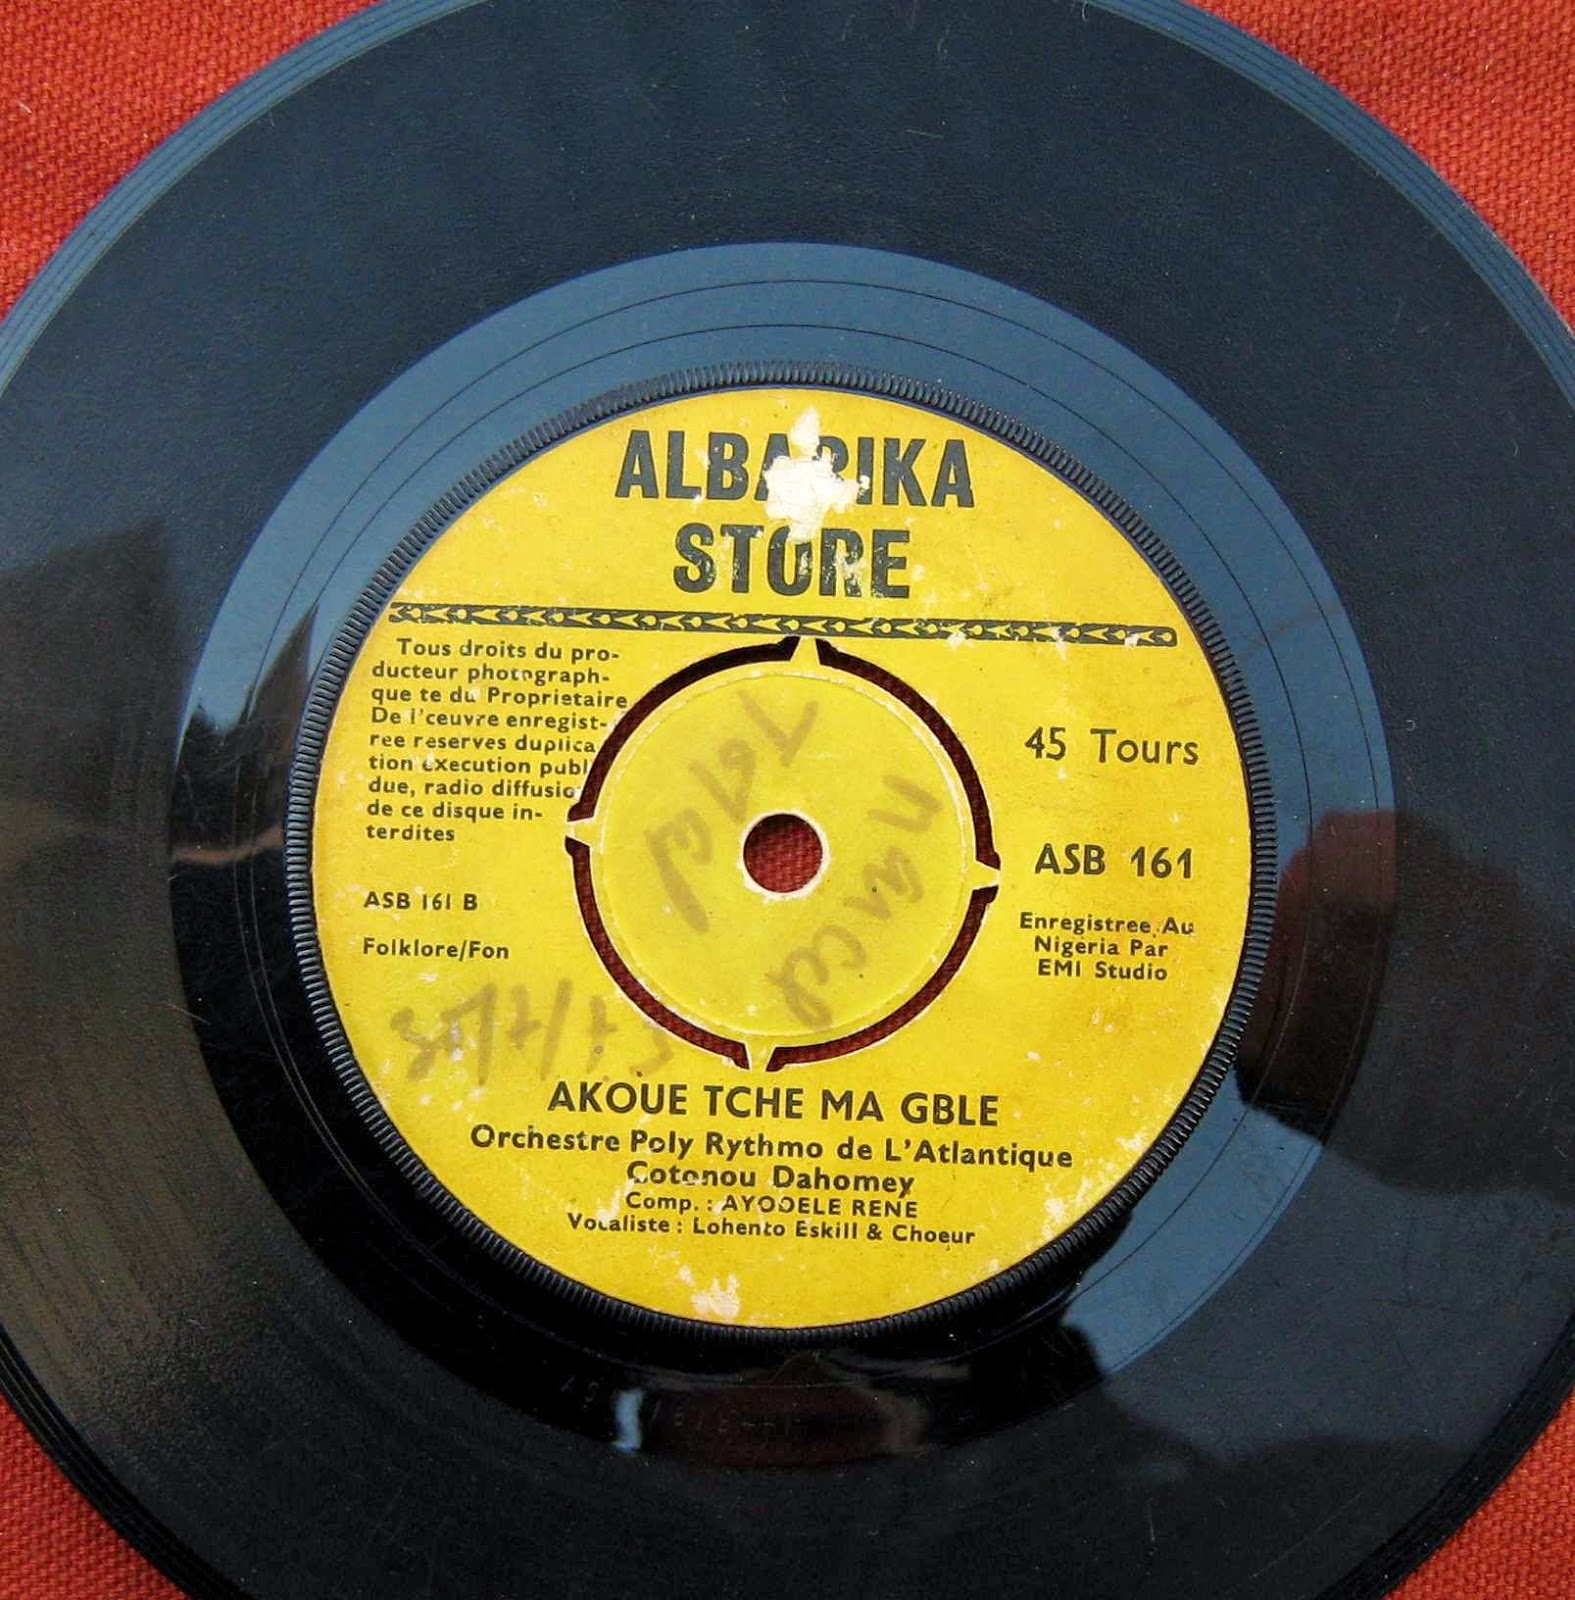 ALBARIKA
STORE
Tous droits du pro-
ducteur photograph-
que te du Proprietaire
De l'œuvre enregist-
ree reserves duplica
tion execution publ
due, radio diffusio
de ce disque in-
terdites
ASB 161 B
Folklore/Fon
45 Tours
ASB 161
Enregistree Au
Nigeria Par
EMI Studio
AKOUE TCHE MA GBLE
Orchestre Poly Rythmo de L'Atlantique
Cotonou Dahomey
Comp. : AYODELE RENE
Vocaliste : Lohento Eskill & Choeur